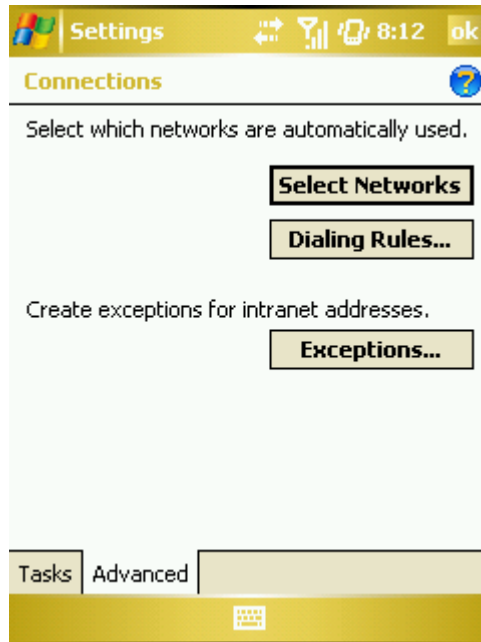 Settings 8:12 ok
Connections
Select which networks are automatically used.
Select Networks
Dialing Rules...
Create exceptions for intranet addresses.
Exceptions...
Tasks Advanced